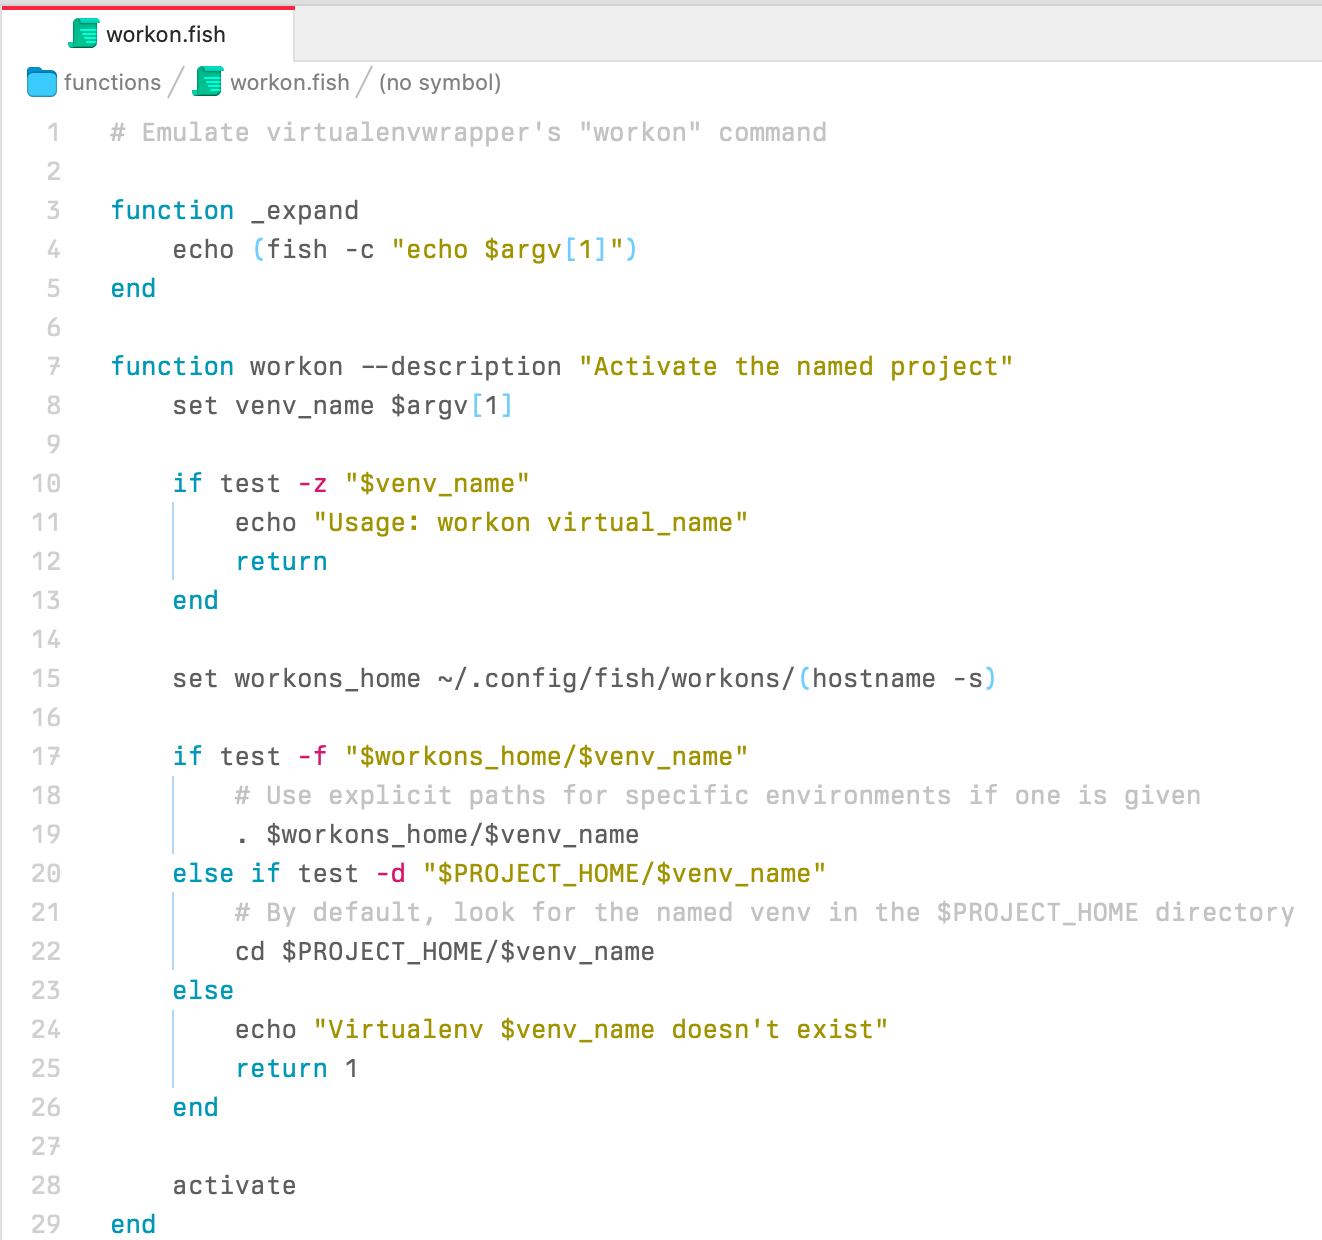 workon.fish
functions / workon.fish / (no symbol)
1 # Emulate virtualenvwrapper's "workon" command
2
3 function _expand
4     echo (fish -c "echo $argv[1]")
5 end
6
7 function workon --description "Activate the named project"
8     set venv_name $argv[1]
9
10     if test -z "$venv_name"
11         echo "Usage: workon virtual_name"
12         return
13     end
14
15     set workons_home ~/.config/fish/workons/(hostname -s)
16
17     if test -f "$workons_home/$venv_name"
18         # Use explicit paths for specific environments if one is given
19         . $workons_home/$venv_name
20     else if test -d "$PROJECT_HOME/$venv_name"
21         # By default, look for the named venv in the $PROJECT_HOME directory
22         cd $PROJECT_HOME/$venv_name
23     else
24         echo "Virtualenv $venv_name doesn't exist"
25         return 1
26     end
27
28     activate
29 end